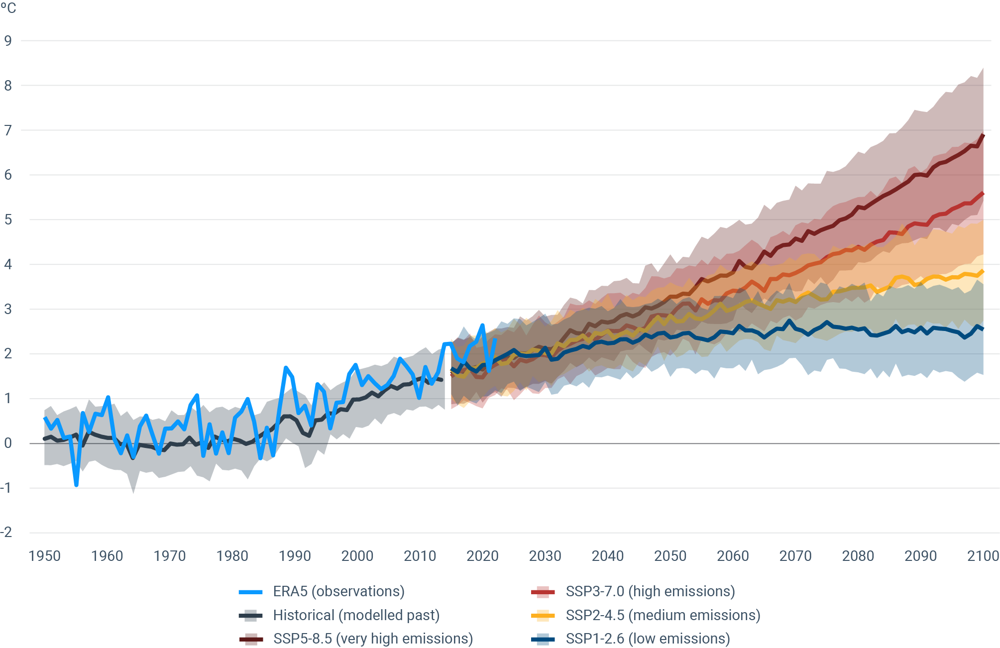 ºC
9
8
7
6
5
4
3
2
1
0
-1
-2
1950 1960 1970 1980 1990 2000 2010 2020 2030 2040 2050 2060 2070 2080 2090 2100
ERA5 (observations)
Historical (modelled past)
SSP5-8.5 (very high emissions)
SSP3-7.0 (high emissions)
SSP2-4.5 (medium emissions)
SSP1-2.6 (low emissions)